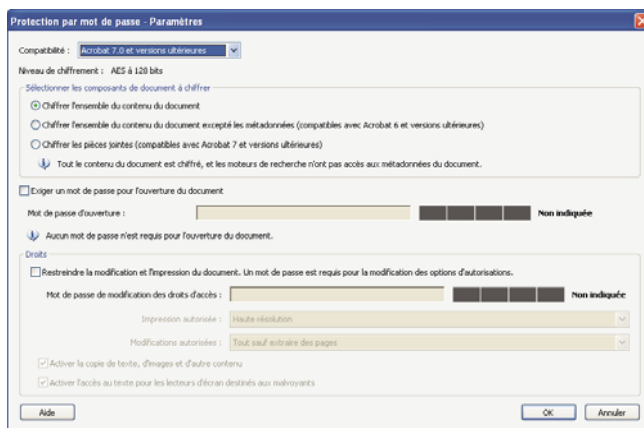 Protection par mot de passe - Paramètres
Compatibilité : Acrobat 7.0 et versions ultérieures
Niveau de chiffrement : AES à 128 bits
Sélectionner les composants de document à chiffrer
Chiffrer l'ensemble du contenu du document
Chiffrer l'ensemble du contenu du document excepté les métadonnées (compatibles avec Acrobat 6 et versions ultérieures)
Chiffrer les pièces jointes (compatibles avec Acrobat 7 et versions ultérieures)
Tout le contenu du document est chiffré, et les moteurs de recherche n'ont pas accès aux métadonnées du document.
Exiger un mot de passe pour l'ouverture du document
Mot de passe d'ouverture : Non indiquée
Aucun mot de passe n'est requis pour l'ouverture du document.
Droits
Restreindre la modification et l'impression du document. Un mot de passe est requis pour la modification des options d'autorisations.
Mot de passe de modification des droits d'accès : Non indiquée
Impression autorisée : Haute résolution
Modifications autorisées : Tout sauf extraire des pages
Activer la copie de texte, d'images et d'autre contenu
Activer l'accès au texte pour les lecteurs d'écran destinés aux malvoyants
Aide OK Annuler